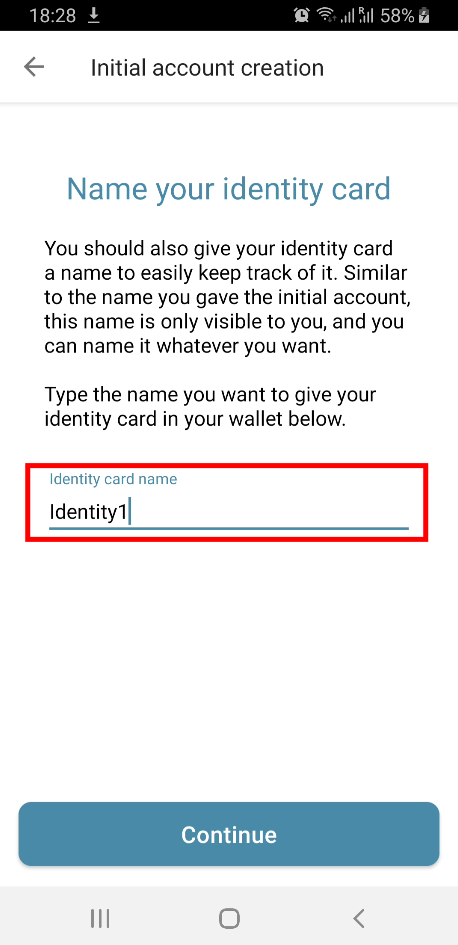 18:28 58%
Initial account creation
Name your identity card
You should also give your identity card
a name to easily keep track of it. Similar
to the name you gave the initial account,
this name is only visible to you, and you
can name it whatever you want.
Type the name you want to give your
identity card in your wallet below.
Identity card name
Identity1
Continue